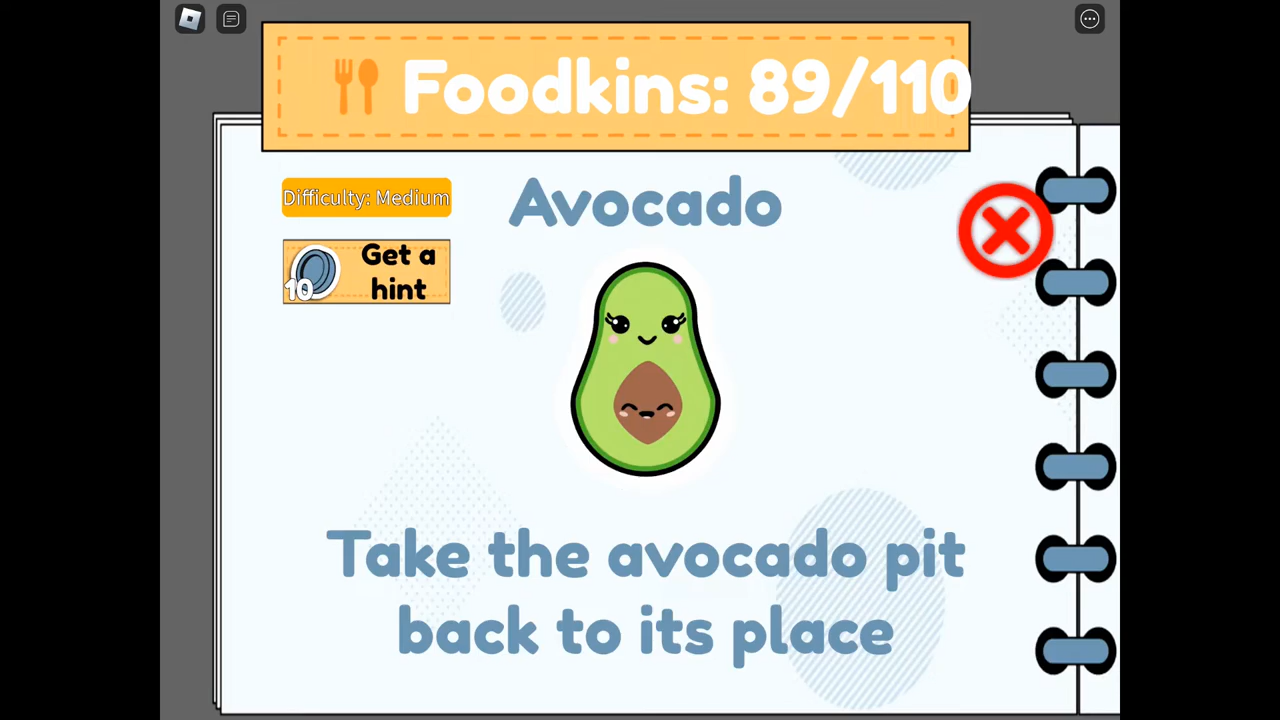 Foodkins: 89/110
Difficulty: Medium
Avocado
Get a
hint
10
Take the avocado pit
back to its place